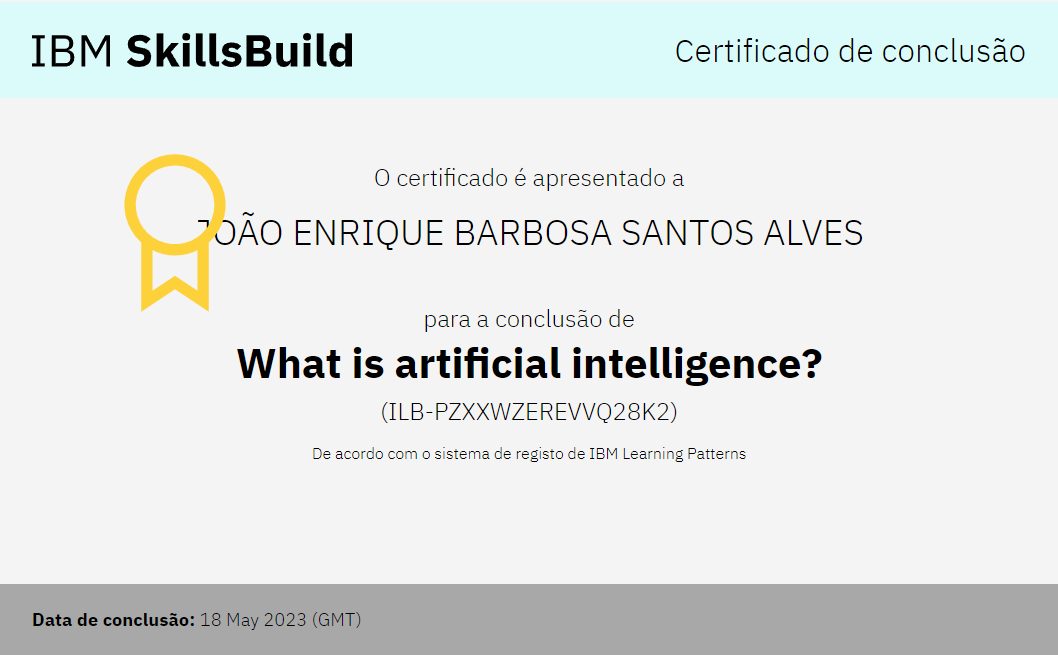 IBM SkillsBuild
Certificado de conclusão
O certificado é apresentado a
JOÃO ENRIQUE BARBOSA SANTOS ALVES
para a conclusão de
What is artificial intelligence?
(ILB-PZXXWZEREVVQ28K2)
De acordo com o sistema de registo de IBM Learning Patterns
Data de conclusão: 18 May 2023 (GMT)